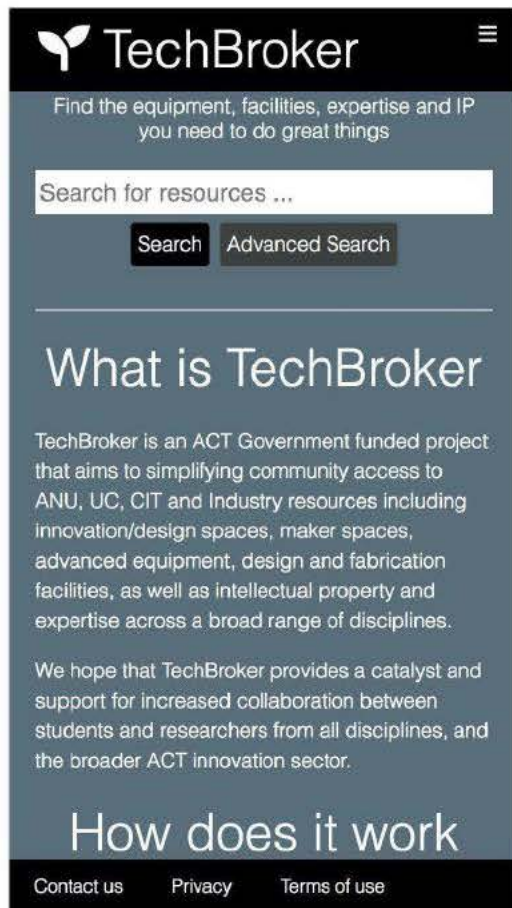 TechBroker
Find the equipment, facilities, expertise and IP
you need to do great things
Search for resources ...
Search Advanced Search
What is TechBroker
TechBroker is an ACT Government funded project
that aims to simplifying community access to
ANU, UC, CIT and Industry resources including
innovation/design spaces, maker spaces,
advanced equipment, design and fabrication
facilities, as well as intellectual property and
expertise across a broad range of disciplines.
We hope that TechBroker provides a catalyst and
support for increased collaboration between
students and researchers from all disciplines, and
the broader ACT innovation sector.
How does it work
Contact us Privacy Terms of use